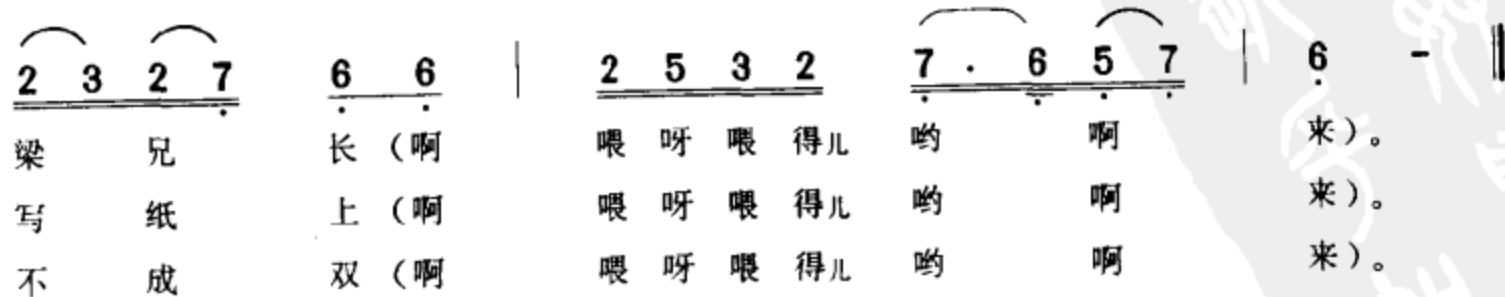 2 3 2 7 6 6 | 2 5 3 2 7 . 6 5 7 | 6 -
梁 兄 长（啊 喂 呀 喂 得儿 哟 啊 来）。
写 纸 上（啊 喂 呀 喂 得儿 哟 啊 来）。
不 成 双（啊 喂 呀 喂 得儿 哟 啊 来）。